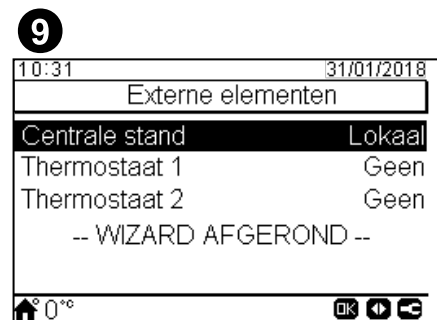 9
10:31 31/01/2018
Externe elementen
Centrale stand Lokaal
Thermostaat 1 Geen
Thermostaat 2 Geen
-- WIZARD AFGEROND --
0°c OK